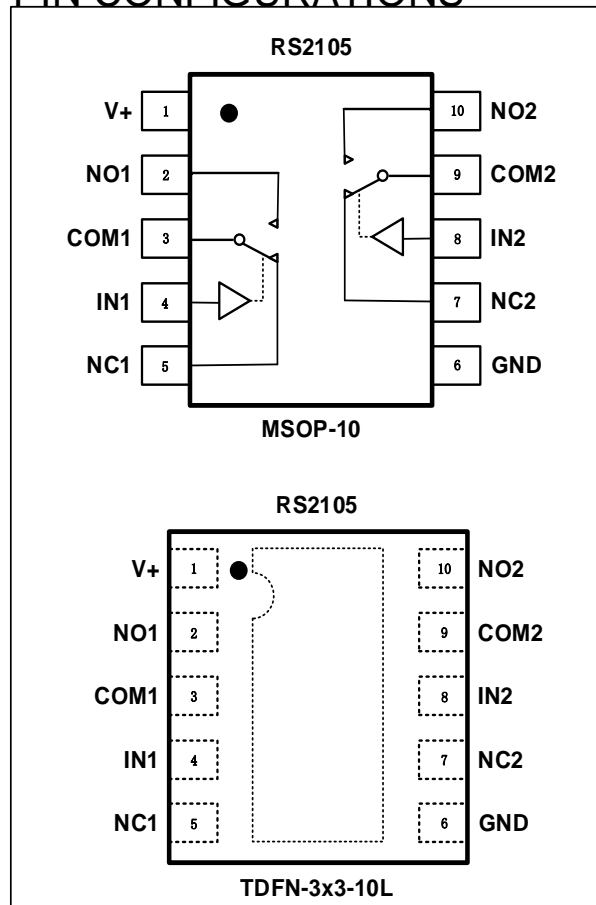 PIN CONFIGURATIONS
RS2105
V+ 1 10 NO2
NO1 2 9 COM2
COM1 3 8 IN2
IN1 4 7 NC2
NC1 5 6 GND
MSOP-10
RS2105
V+ 1 10 NO2
NO1 2 9 COM2
COM1 3 8 IN2
IN1 4 7 NC2
NC1 5 6 GND
TDFN-3x3-10L